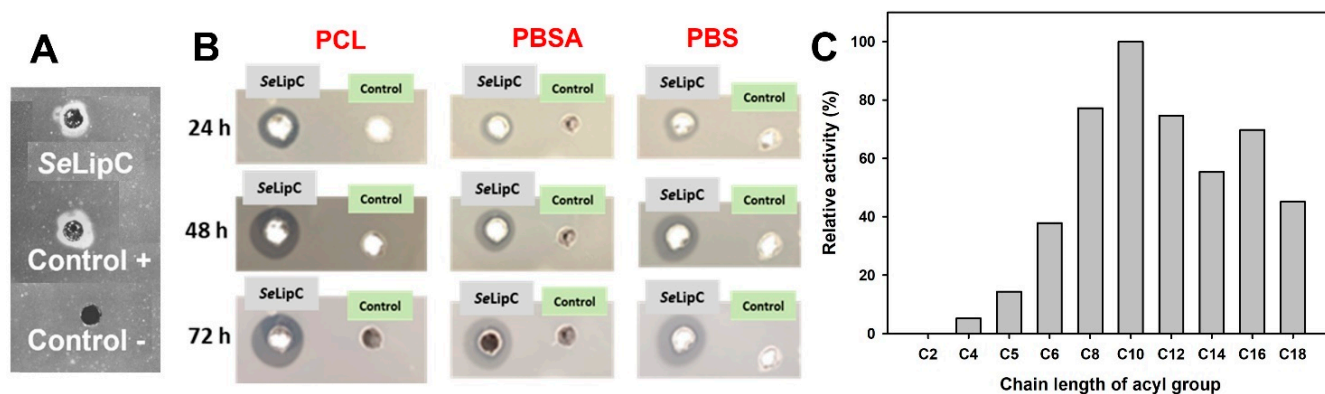 A
SeLipC
Control +
Control -
B
PCL
PBSA
PBS
24 h
SeLipC
Control
SeLipC
Control
SeLipC
Control
48 h
SeLipC
Control
SeLipC
Control
SeLipC
Control
72 h
SeLipC
Control
SeLipC
Control
SeLipC
Control
C
Relative activity (%)
100
80
60
40
20
0
C2 C4 C5 C6 C8 C10 C12 C14 C16 C18
Chain length of acyl group